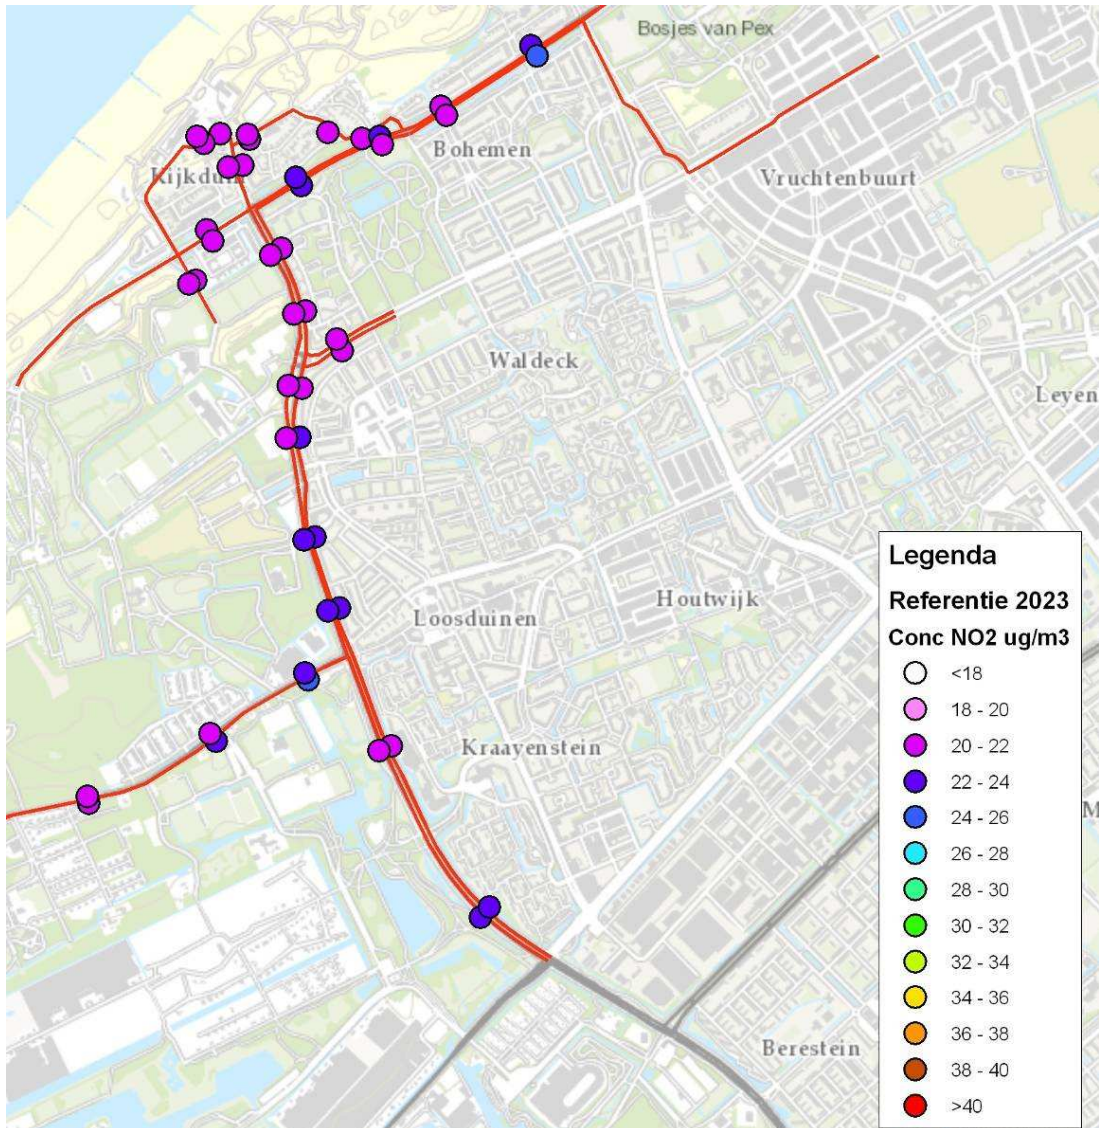 Bosjes van Pex
Bohemen
Kijkduin
Vruchtenbuurt
Waldeck
Leyen
Houtwijk
Loosduinen
Kraayenstein
M
Berestein
Legenda
Referentie 2023
Conc NO2 ug/m3
<18
18 - 20
20 - 22
22 - 24
24 - 26
26 - 28
28 - 30
30 - 32
32 - 34
34 - 36
36 - 38
38 - 40
>40